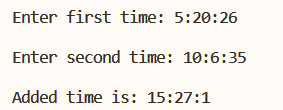 Enter first time: 5:20:26
Enter second time: 10:6:35
Added time is: 15:27:1